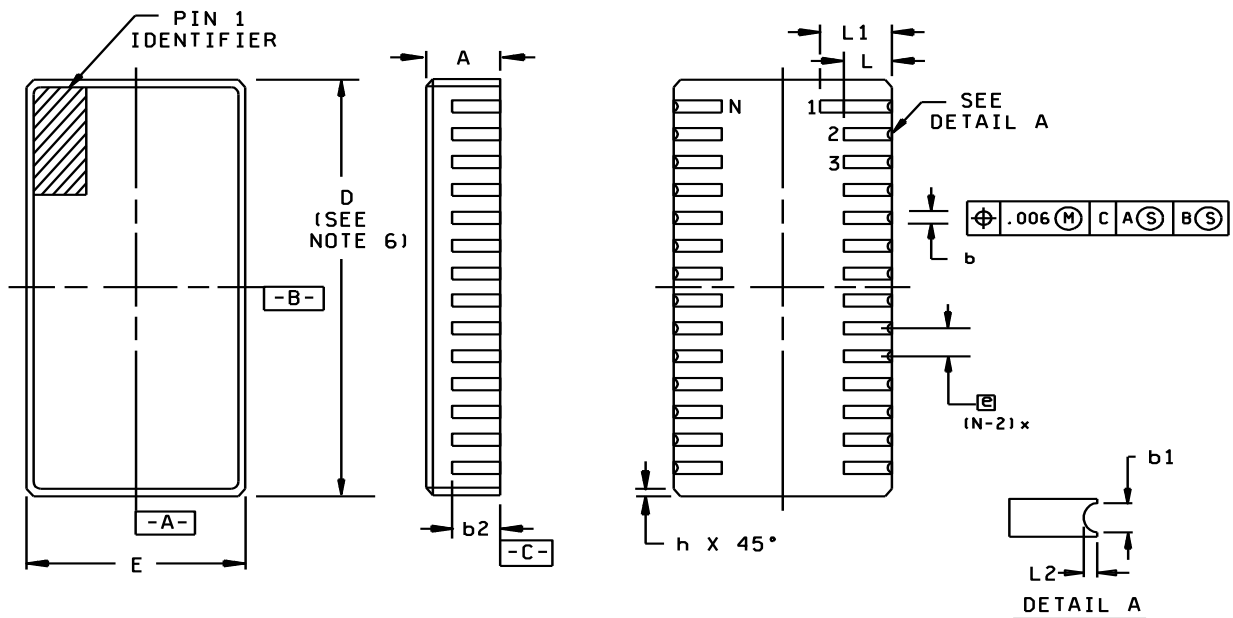 PIN 1
IDENTIFIER
A
L1
L
N
1
2
3
SEE
DETAIL A
D
(SEE
NOTE 6)
.006 Ⓜ C A Ⓢ B Ⓢ
b
-B-
e
(N-2) x
-A-
E
b2
-C-
h X 45°
b1
L2
DETAIL A